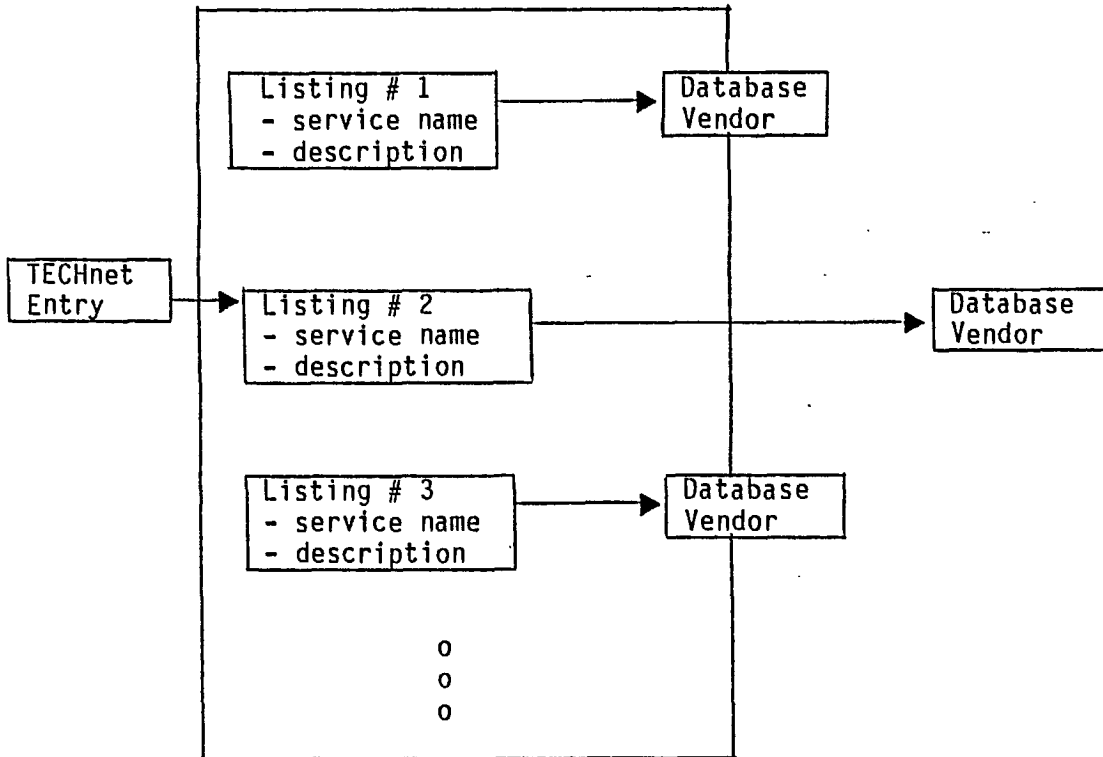 Listing # 1
- service name
- description
Database
Vendor
TECHnet
Entry
Listing # 2
- service name
- description
Database
Vendor
Listing # 3
- service name
- description
Database
Vendor
o
o
o